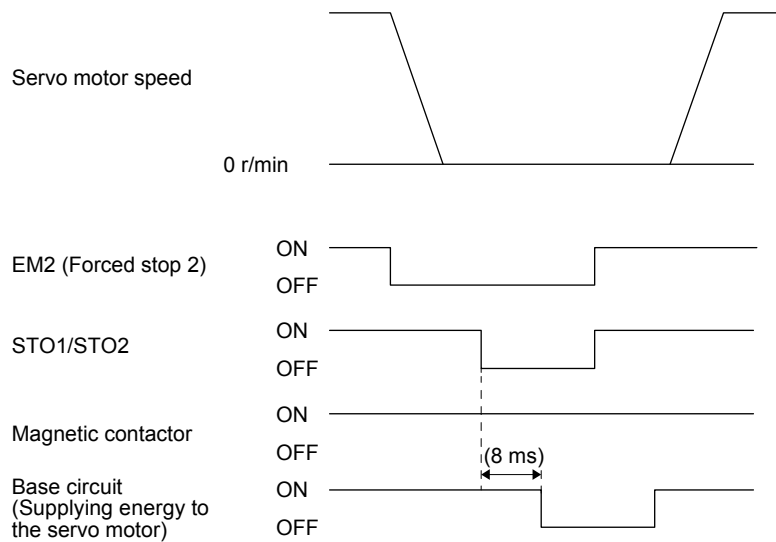 Servo motor speed
0 r/min
EM2 (Forced stop 2)
ON
OFF
STO1/STO2
ON
OFF
Magnetic contactor
ON
OFF
(8 ms)
Base circuit
(Supplying energy to
the servo motor)
ON
OFF